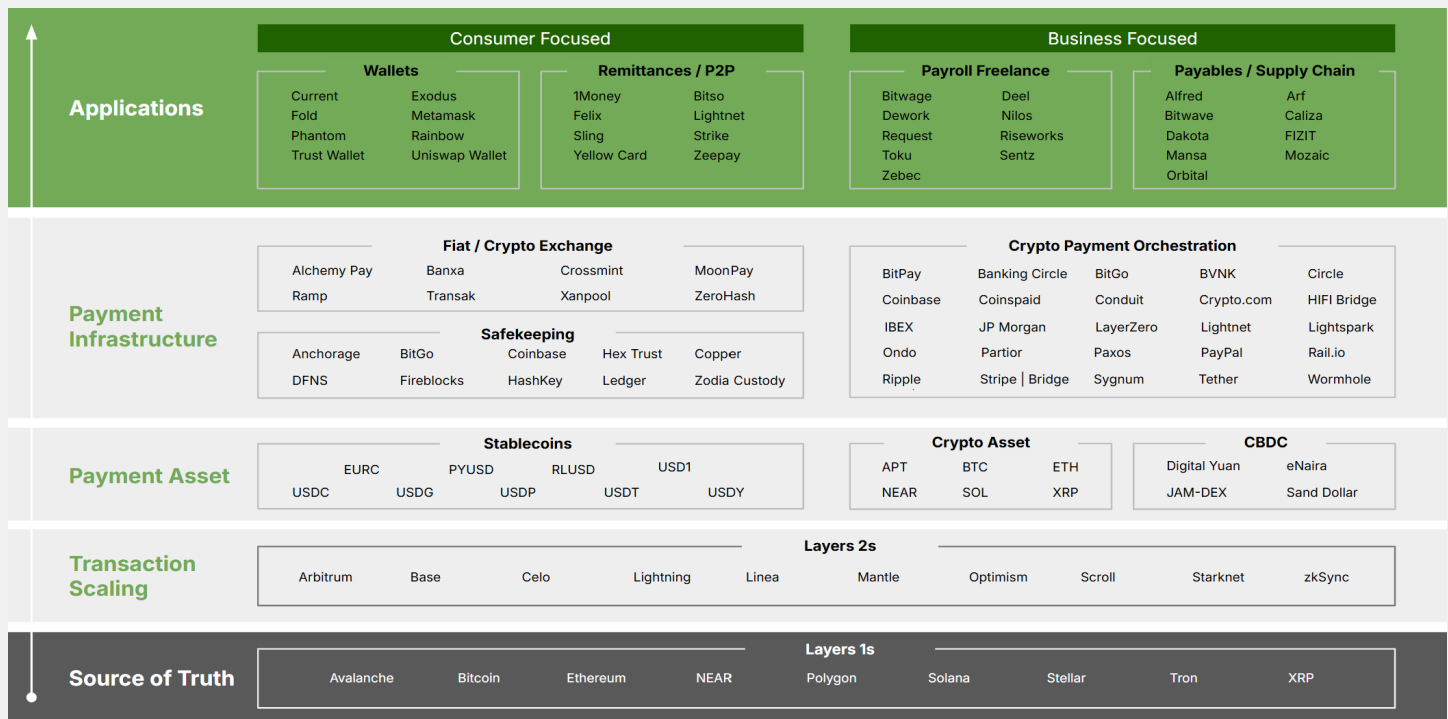 Consumer Focused
Business Focused
Applications
Wallets
Current Exodus
Fold Metamask
Phantom Rainbow
Trust Wallet Uniswap Wallet
Remittances / P2P
1Money Bitso
Felix Lightnet
Sling Strike
Yellow Card Zeepay
Payroll Freelance
Bitwage Deel
Dework Nilos
Request Riseworks
Toku Sentz
Zebec
Payables / Supply Chain
Alfred Arf
Bitwave Caliza
Dakota FIZIT
Mansa Mozaic
Orbital
Payment
Infrastructure
Fiat / Crypto Exchange
Alchemy Pay Banxa Crossmint MoonPay
Ramp Transak Xanpool ZeroHash
Safekeeping
Anchorage BitGo Coinbase Hex Trust Copper
DFNS Fireblocks HashKey Ledger Zodia Custody
Crypto Payment Orchestration
BitPay Banking Circle BitGo BVNK Circle
Coinbase Coinspaid Conduit Crypto.com HIFI Bridge
IBEX JP Morgan LayerZero Lightnet Lightspark
Ondo Partior Paxos PayPal Rail.io
Ripple Stripe | Bridge Sygnum Tether Wormhole
Payment Asset
Stablecoins
EURC PYUSD RLUSD USD1
USDC USDG USDP USDT USDY
Crypto Asset
APT BTC ETH
NEAR SOL XRP
CBDC
Digital Yuan eNaira
JAM-DEX Sand Dollar
Transaction
Scaling
Layers 2s
Arbitrum Base Celo Lightning Linea Mantle Optimism Scroll Starknet zkSync
Source of Truth
Layers 1s
Avalanche Bitcoin Ethereum NEAR Polygon Solana Stellar Tron XRP